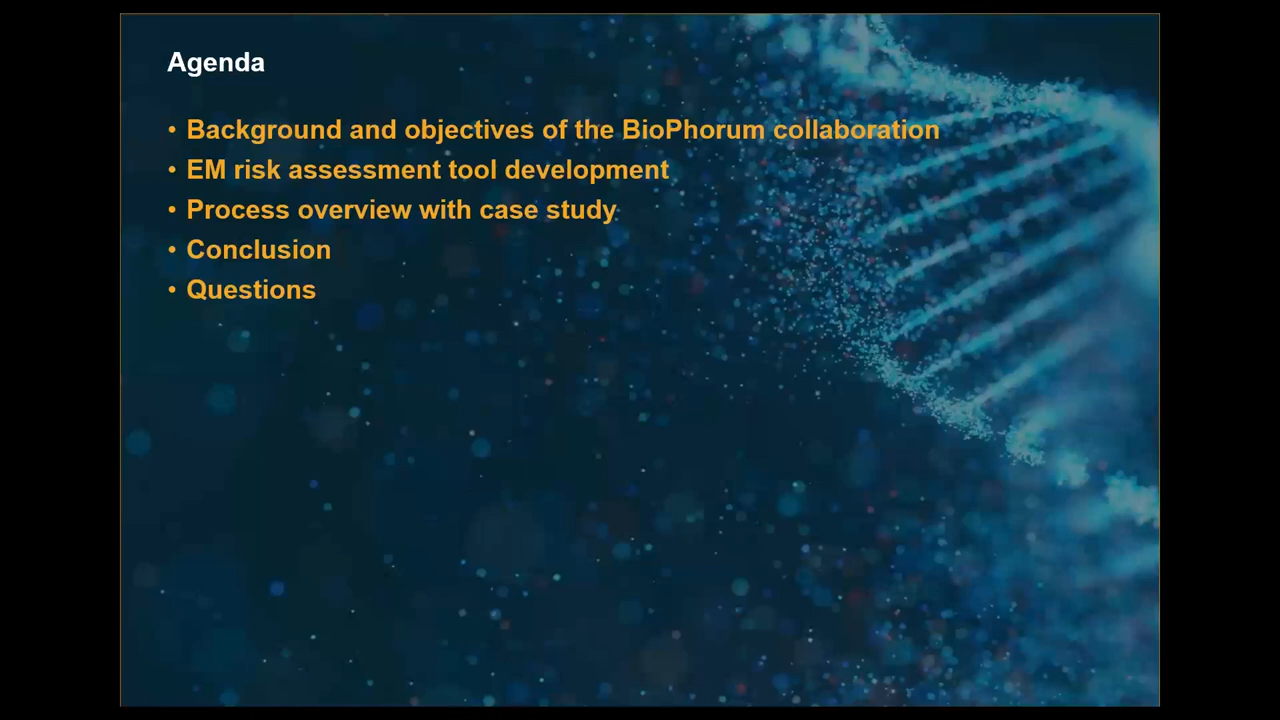 Agenda
• Background and objectives of the BioPhorum collaboration
• EM risk assessment tool development
• Process overview with case study
• Conclusion
• Questions